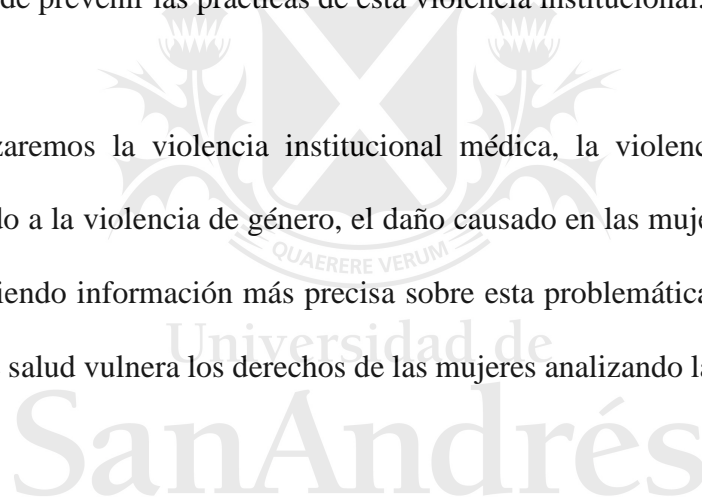 de prevenir las prácticas de esta violencia institucional.
zaremos la violencia institucional médica, la violenc
do a la violencia de género, el daño causado en las muje
QUAERERE VERUM
iendo información más precisa sobre esta problemática
salud vulnera los derechos de las mujeres analizando la
Universidad de
SanAndrés